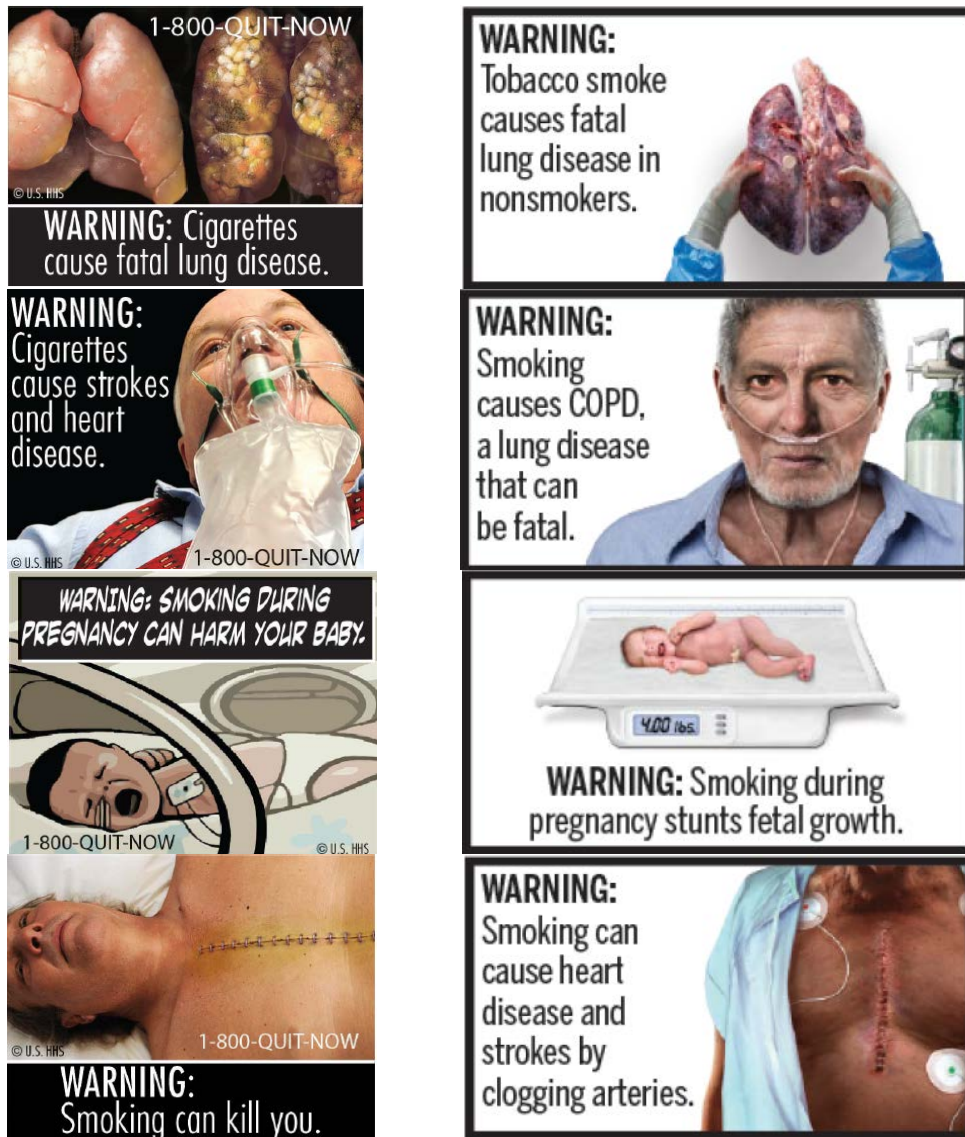 1-800-QUIT-NOW
© U.S. HHS
WARNING: Cigarettes
cause fatal lung disease.
WARNING:
Tobacco smoke
causes fatal
lung disease in
nonsmokers.
WARNING:
Cigarettes
cause strokes
and heart
disease.
1-800-QUIT-NOW
© U.S. HHS
WARNING:
Smoking
causes COPD,
a lung disease
that can
be fatal.
WARNING: SMOKING DURING
PREGNANCY CAN HARM YOUR BABY.
1-800-QUIT-NOW
© U.S. HHS
4.00 lbs.
WARNING: Smoking during
pregnancy stunts fetal growth.
1-800-QUIT-NOW
© U.S. HHS
WARNING:
Smoking can kill you.
WARNING:
Smoking can
cause heart
disease and
strokes by
clogging arteries.